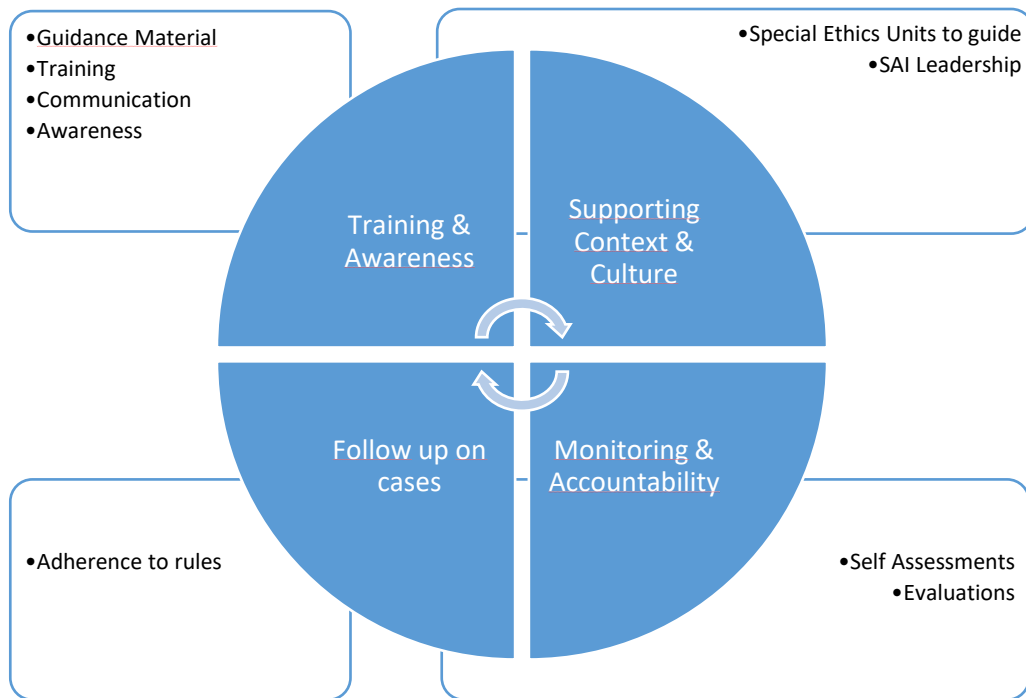 •Guidance Material
•Training
•Communication
•Awareness
•Special Ethics Units to guide
•SAI Leadership
Training &
Awareness
Supporting
Context &
Culture
Follow up on
cases
Monitoring &
Accountability
•Adherence to rules
•Self Assessments
•Evaluations